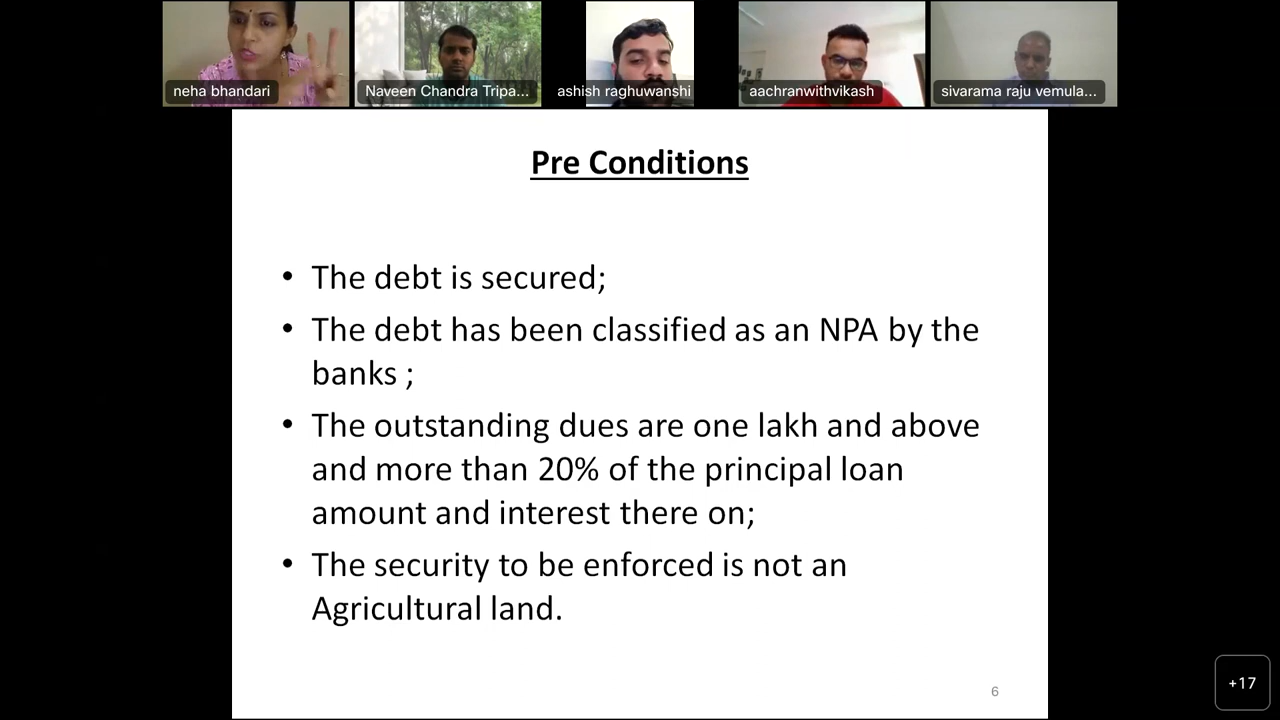 neha bhandari
Naveen Chandra Tripa...
ashish raghuwanshi
aachranwithvikash
sivarama raju vemula...
Pre Conditions
• The debt is secured;
• The debt has been classified as an NPA by the
banks ;
• The outstanding dues are one lakh and above
and more than 20% of the principal loan
amount and interest there on;
• The security to be enforced is not an
Agricultural land.
6
+17